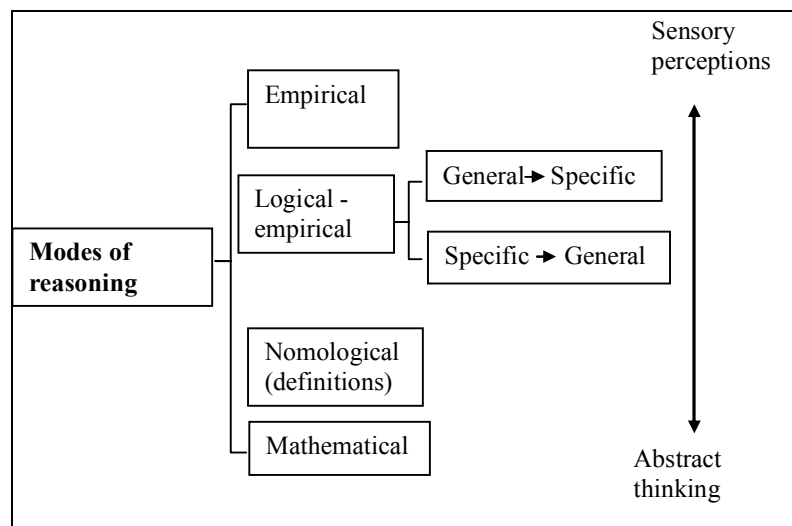 Sensory
perceptions
Empirical
General → Specific
Logical -
empirical
Specific → General
Modes of
reasoning
Nomological
(definitions)
Mathematical
Abstract
thinking